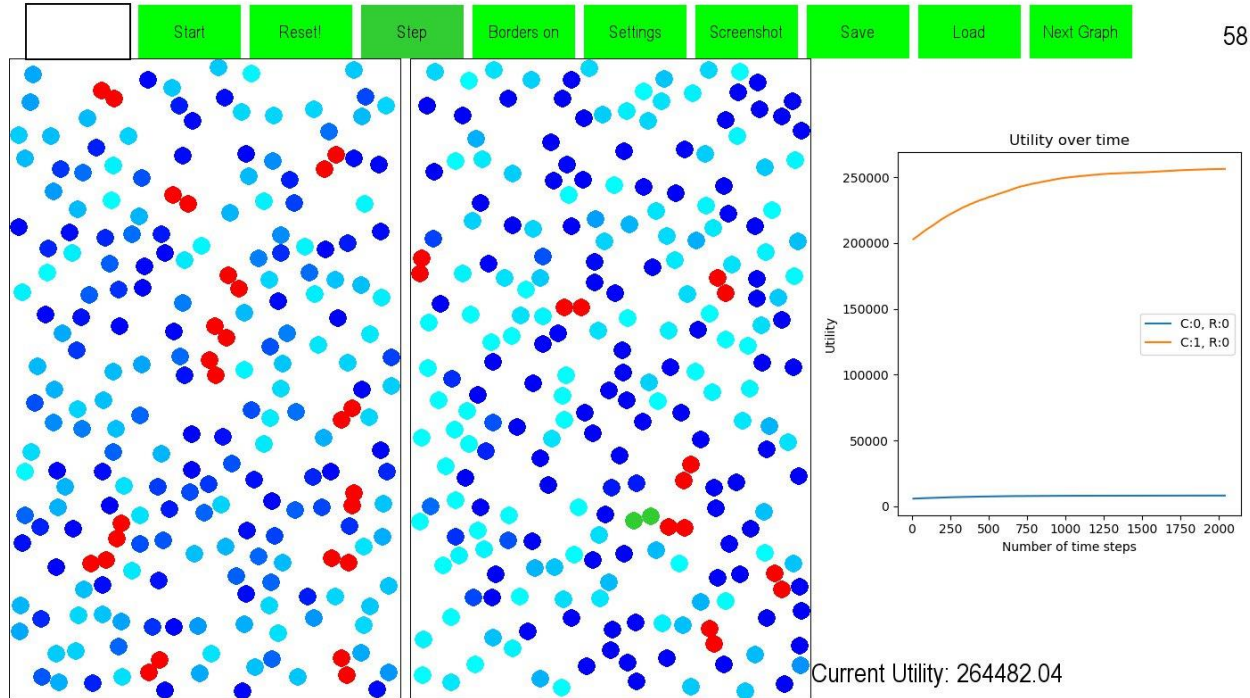 Start
Reset!
Step
Borders on
Settings
Screenshot
Save
Load
Next Graph
58
Utility over time
250000
200000
150000
100000
50000
0
Utility
C:0, R:0
C:1, R:0
0 250 500 750 1000 1250 1500 1750 2000
Number of time steps
Current Utility: 264482.04